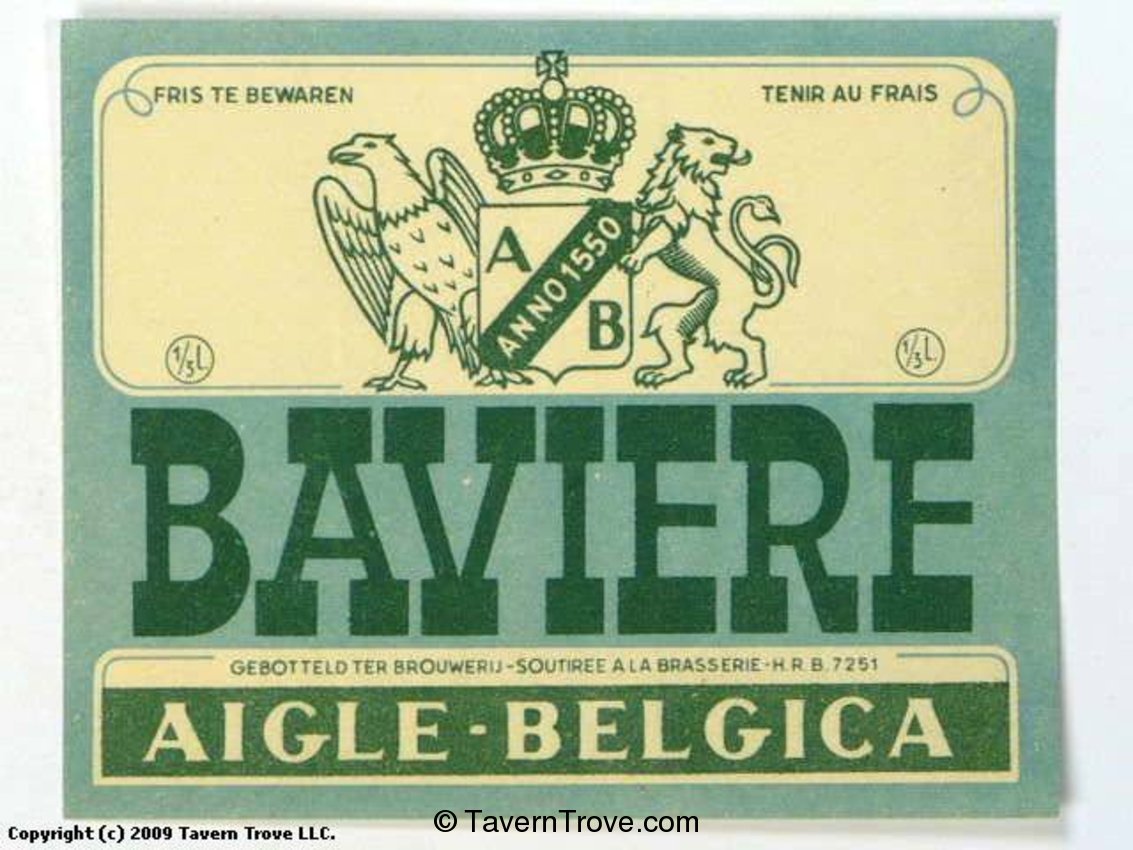 FRIS TE BEWAREN
TENIR AU FRAIS
A
ANNO 1550
B
1/3 L
1/3 L.
BAVIERE
GEBOTTELD TER BROUWERIJ-SOUTIREE A LA BRASSERIE-H.R.B. 7251
AIGLE-BELGICA
Copyright (c) 2009 Tavern Trove LLC.
© TavernTrove.com